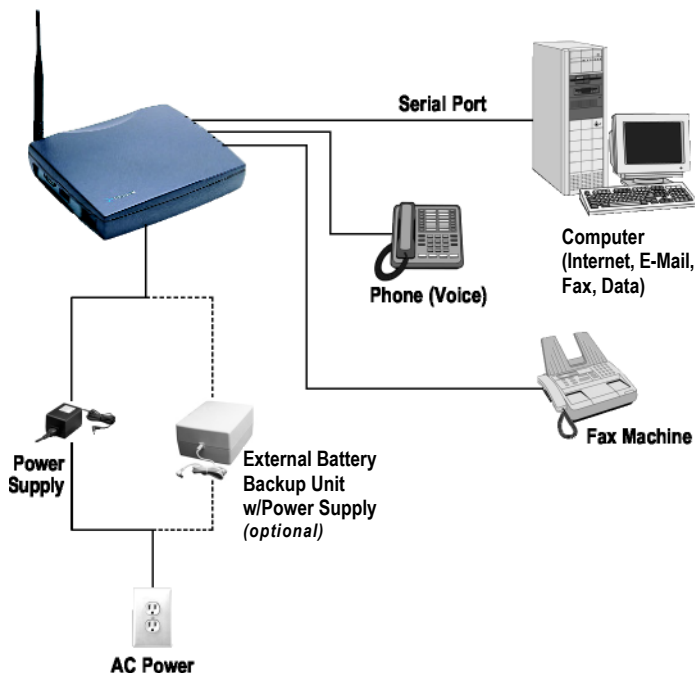 Serial Port
Computer
(Internet, E-Mail,
Fax, Data)
Phone (Voice)
Fax Machine
Power
Supply
External Battery
Backup Unit
w/Power Supply
(optional)
AC Power